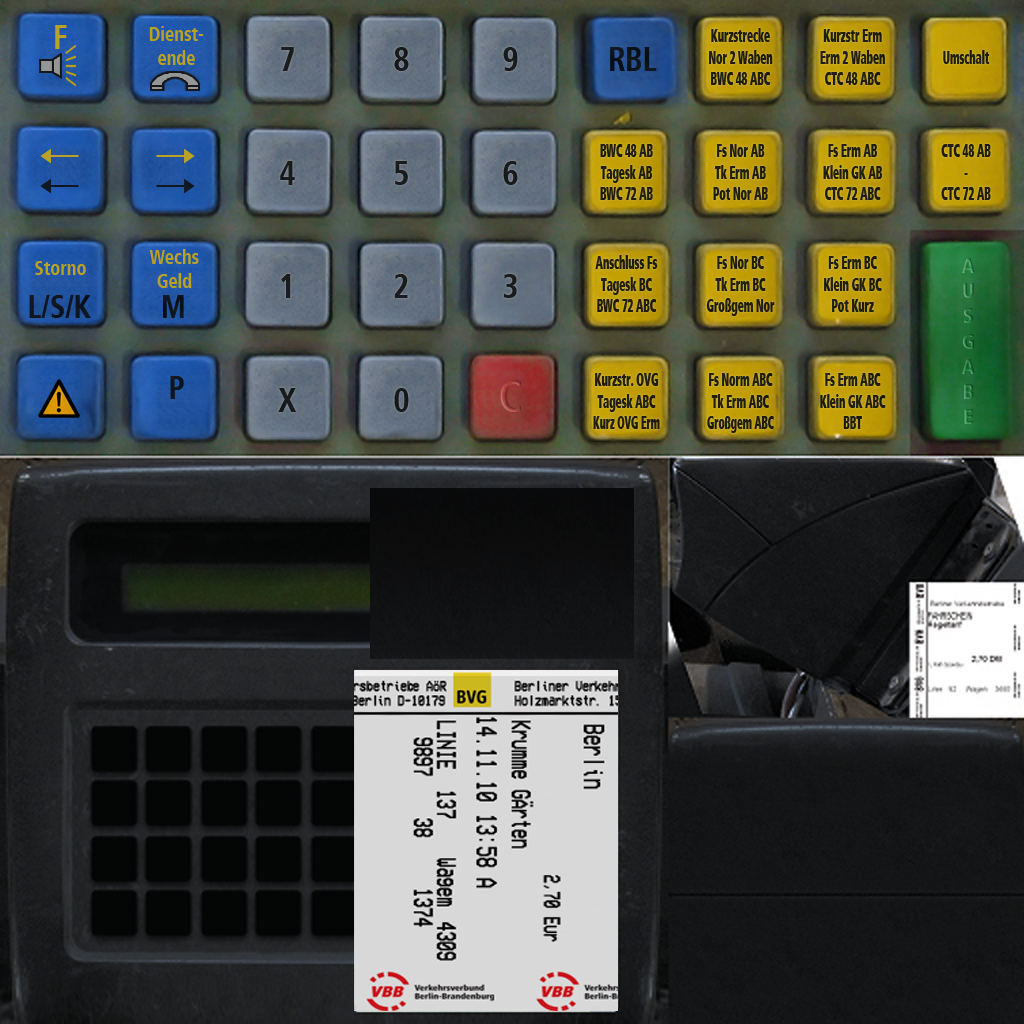 F
Dienst-
ende
7
8
9
RBL
Kurzstrecke
Nor 2 Waben
BWC 48 ABC
Kurzstr Erm
Erm 2 Waben
CTC 48 ABC
Umschalt
4
5
6
BWC 48 AB
Tagesk AB
BWC 72 AB
Fs Nor AB
Tk Erm AB
Pot Nor AB
Fs Erm AB
Klein GK AB
CTC 72 ABC
CTC 48 AB
-
CTC 72 AB
Storno
L/S/K
Wechs
Geld
M
1
2
3
Anschluss Fs
Tagesk BC
BWC 72 ABC
Fs Nor BC
Tk Erm BC
Großgem Nor
Fs Erm BC
Klein GK BC
Pot Kurz
AUSGABE
!
P
X
0
C
Kurzstr. OVG
Tagesk ABC
Kurz OVG Erm
Fs Norm ABC
Tk Erm ABC
Großgem ABC
Fs Erm ABC
Klein GK ABC
BBT
rsbetriebe AöR
Berlin D-10179
BVG
Berliner Verkehr
Holzmarktstr. 15
Berlin
2,70 Eur
Krumme Gärten
14.11.10 13:58 A
LINIE 137 Wagem 4309
9897 38 1374
VBB
Verkehrsverbund
Berlin-Brandenburg
VBB
Verkehrs
Berlin-B
FAHRSCHEIN
Regeltarif
2,70 DM